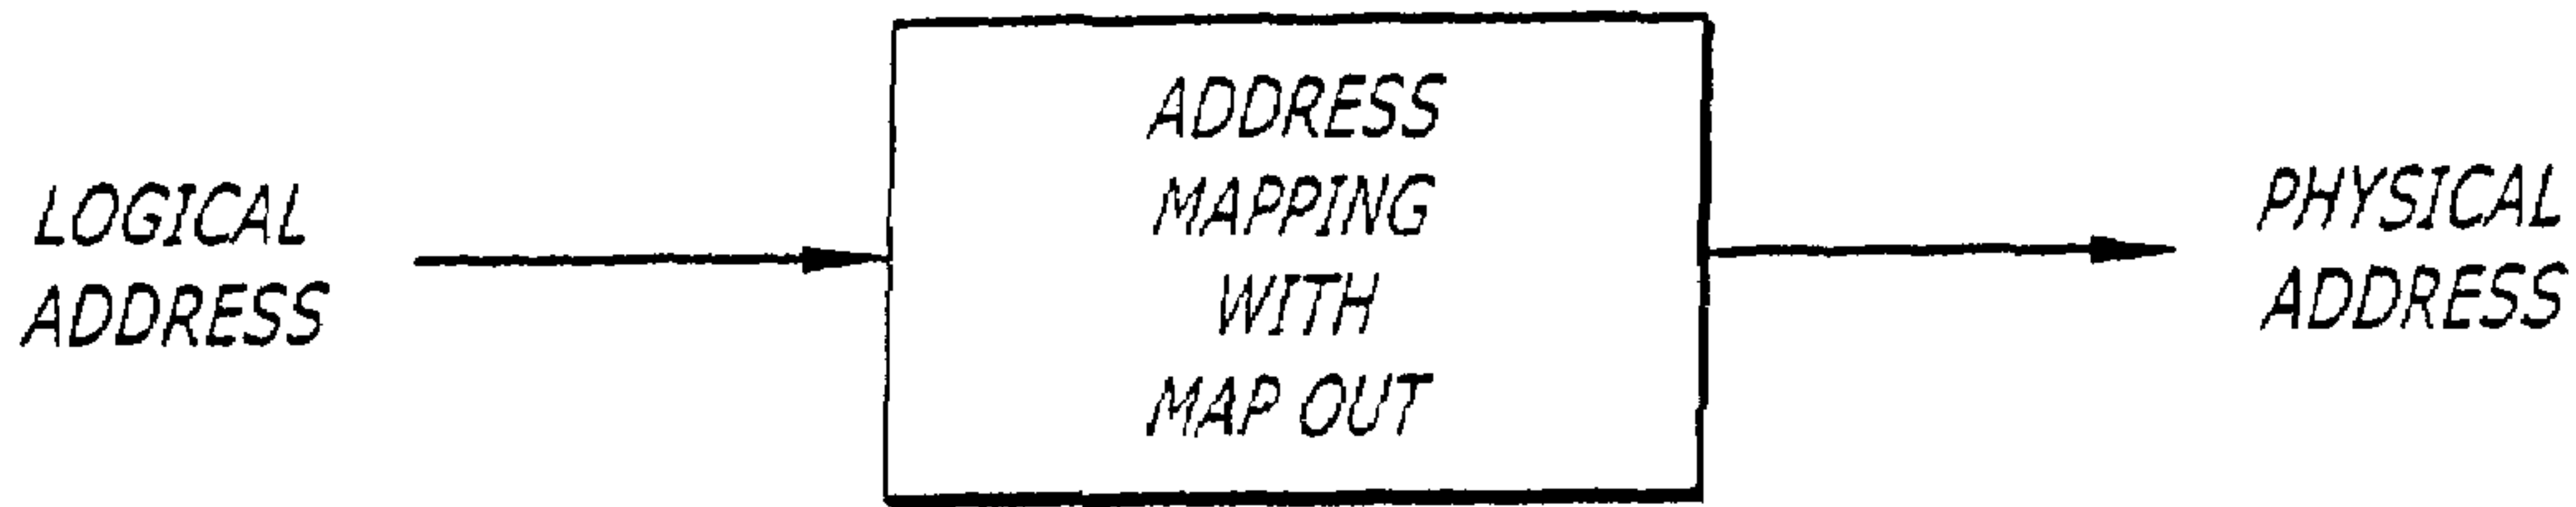 LOGICAL
ADDRESS
ADDRESS
MAPPING
WITH
MAP OUT
PHYSICAL
ADDRESS